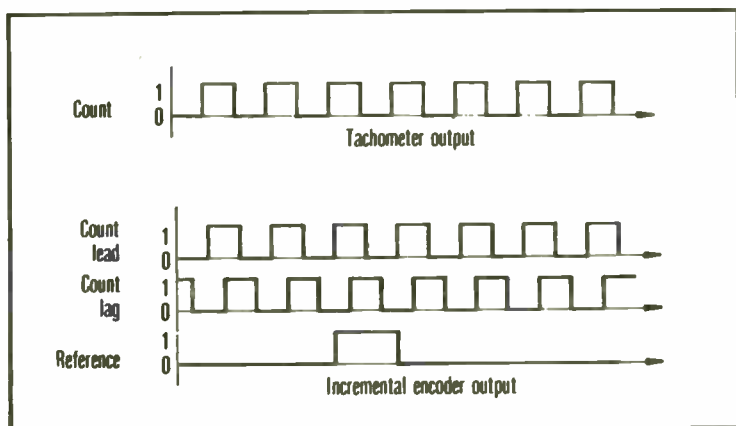 Count
1
0
Tachometer output
Count
lead
1
0
Count
lag
1
0
Reference
1
0
Incremental encoder output